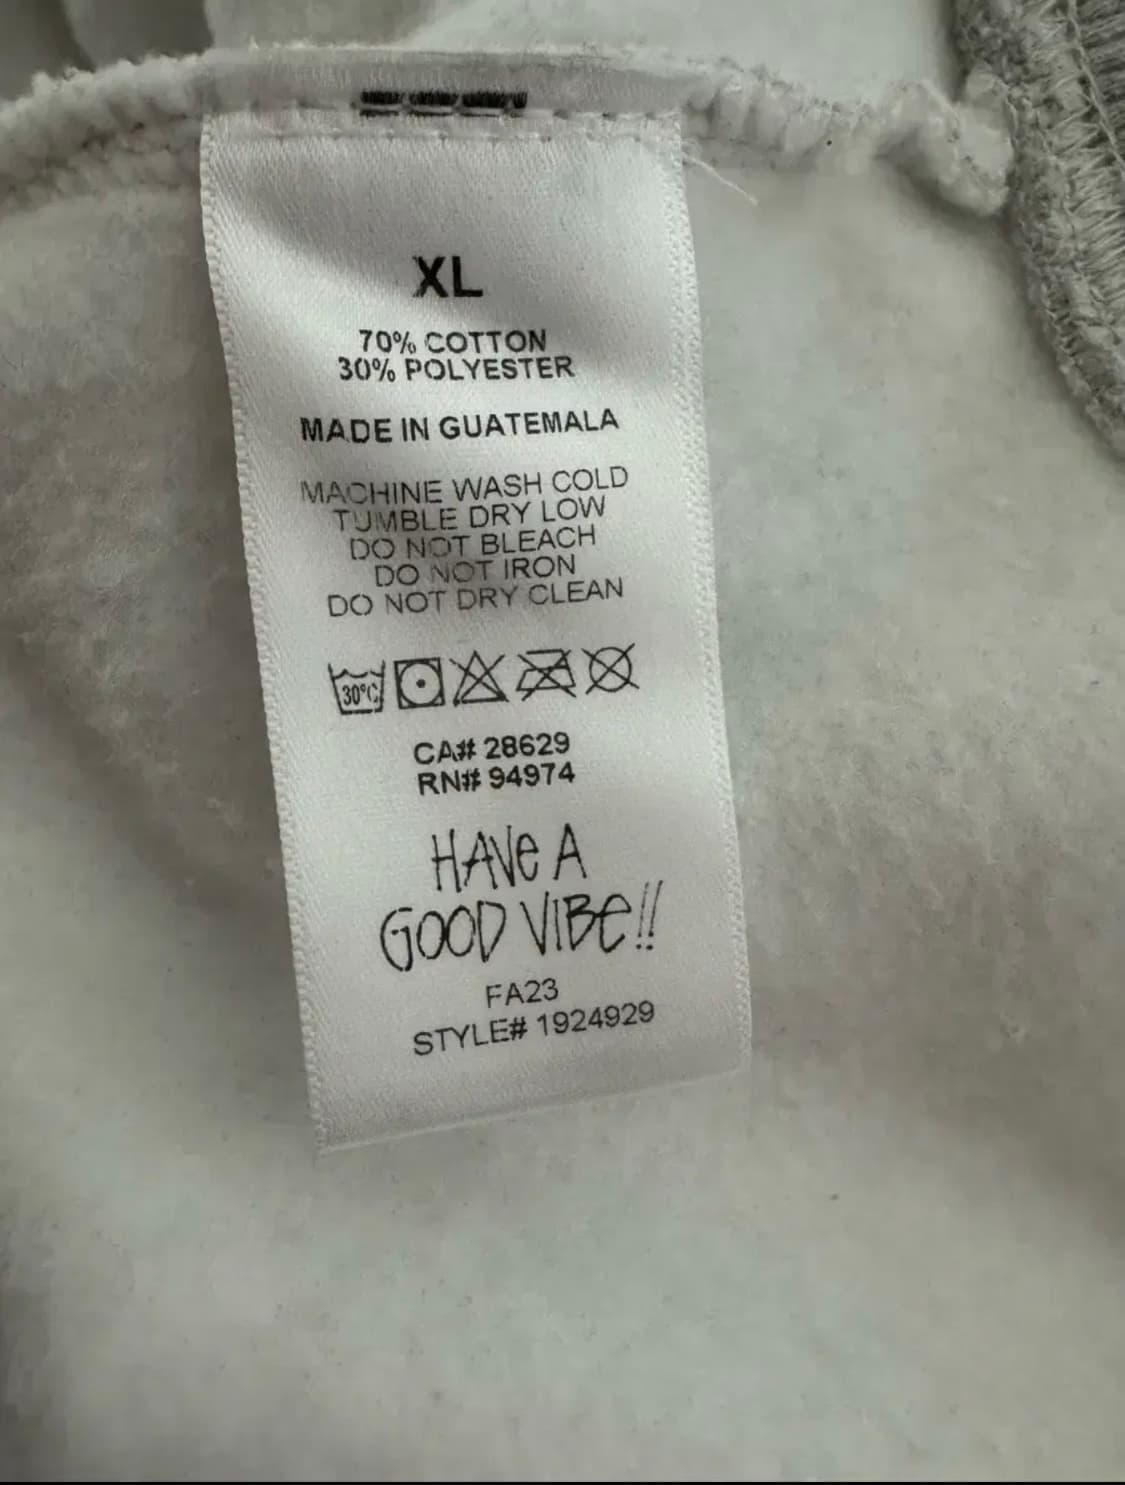 XL
70% COTTON
30% POLYESTER
MADE IN GUATEMALA
MACHINE WASH COLD
TUMBLE DRY LOW
DO NOT BLEACH
DO NOT IRON
DO NOT DRY CLEAN
30°C
CA# 28629
RN# 94974
HAVe A
GOOD VIBe!!
FA23
STYLE# 1924929